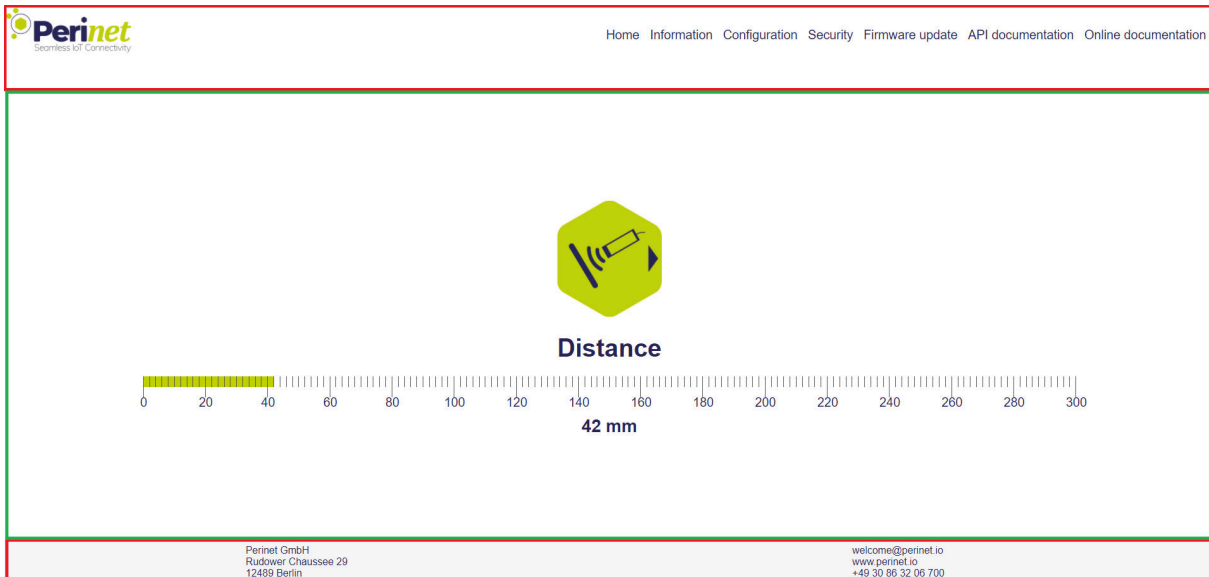 Perinet
Seamless IoT Connectivity
Home Information Configuration Security Firmware update API documentation Online documentation
Distance
0 20 40 60 80 100 120 140 160 180 200 220 240 260 280 300
42 mm
Perinet GmbH
Rudower Chaussee 29
12489 Berlin
welcome@perinet.io
www.perinet.io
+49 30 86 32 06 700